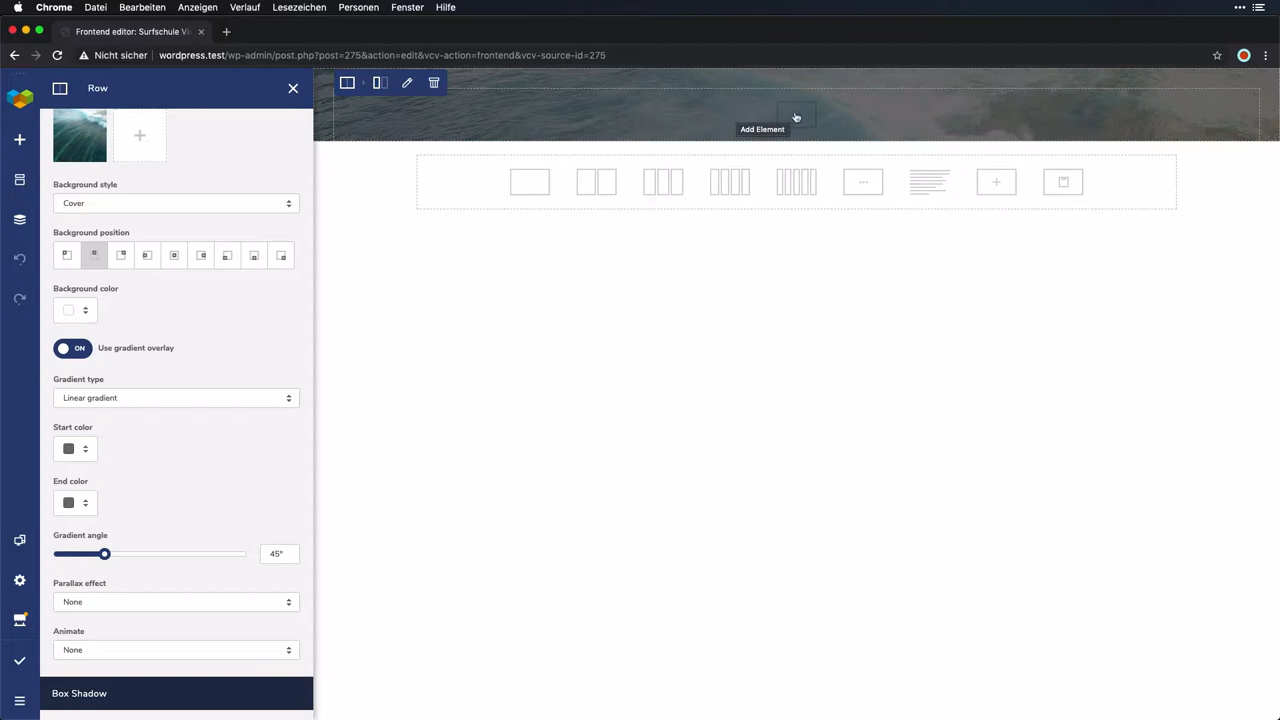 Chrome Datei Bearbeiten Anzeigen Verlauf Lesezeichen Personen Fenster Hilfe
Frontend editor: Surfschule Vi
Nicht sicher wordpress.test/wp-admin/post.php?post=275&action=edit&vcv-action=frontend&vcv-source-id=275
Row
Add Element
Background style
Cover
Background position
Background color
ON Use gradient overlay
Gradient type
Linear gradient
Start color
End color
Gradient angle
45°
Parallax effect
None
Animate
None
Box Shadow